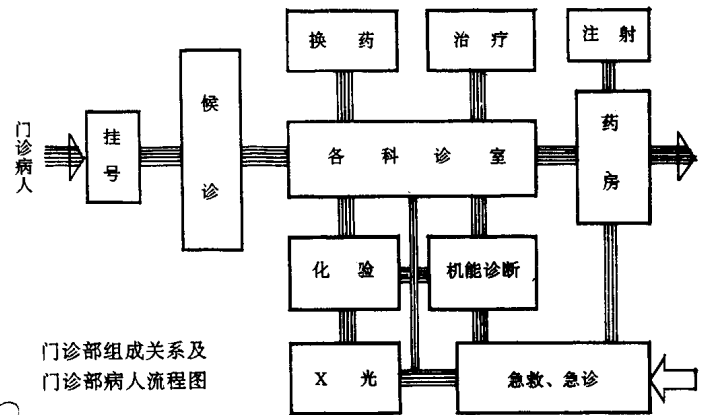 换药
治疗
注射
门诊病人
挂号
候诊
各科诊室
药房
化验
机能诊断
门诊部组成关系及
门诊部病人流程图
X光
急救、急诊